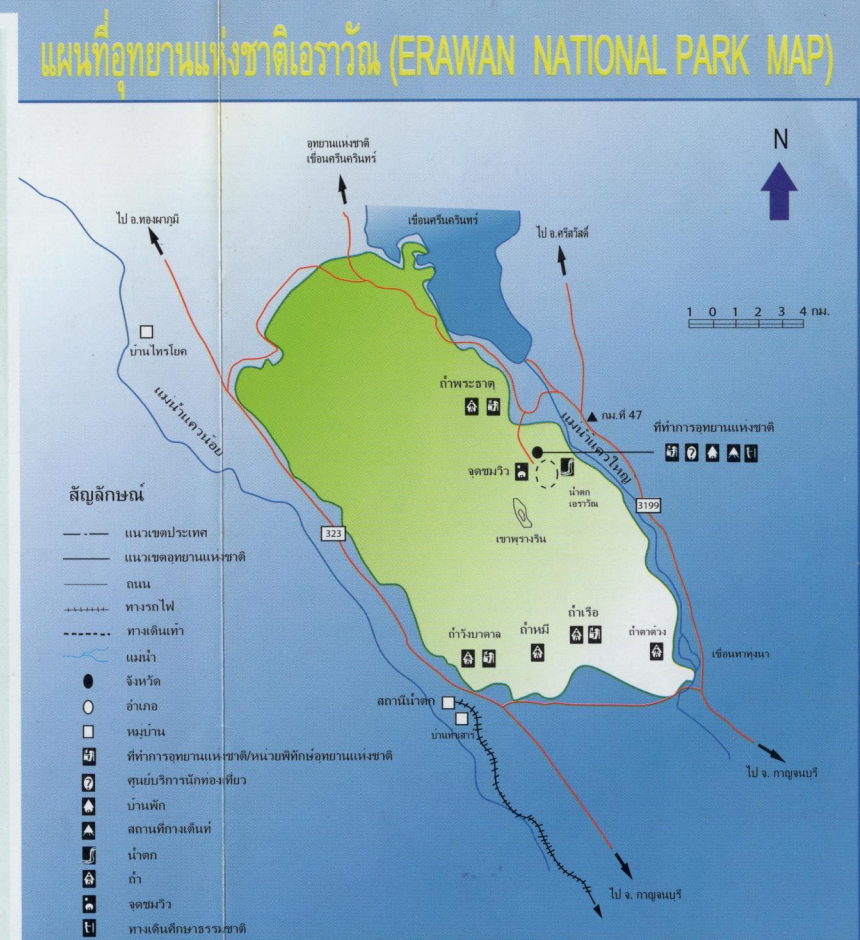 แผนที่อุทยานแห่งชาติเอราวัณ (ERAWAN NATIONAL PARK MAP)
อุทยานแห่งชาติ
เขื่อนศรีนครินทร์
N
ไป อ.ทองผาภูมิ
เขื่อนศรีนครินทร์
ไป อ.ศรีสวัสดิ์
1 0 1 2 3 4 กม.
บ้านไทรโยค
แม่น้ำแควน้อย
ถ้ำพระธาตุ
แม่น้ำแควใหญ่
กม.ที่ 47
ที่ทำการอุทยานแห่งชาติ
จุดชมวิว
น้ำตก
เอราวัณ
3199
เขาพุรางริน
323
สัญลักษณ์
แนวเขตประเทศ
แนวเขตอุทยานแห่งชาติ
ถนน
ทางรถไฟ
ทางเดินเท้า
แม่น้ำ
จังหวัด
อำเภอ
หมู่บ้าน
ที่ทำการอุทยานแห่งชาติ/หน่วยพิทักษ์อุทยานแห่งชาติ
ศูนย์บริการนักท่องเที่ยว
บ้านพัก
สถานที่กางเต็นท์
น้ำตก
ถ้ำ
จุดชมวิว
ทางเดินศึกษาธรรมชาติ
ถ้ำวังบาดาล
ถ้ำหมี
ถ้ำเรือ
ถ้ำตาด้วง
เขื่อนท่าทุ่งนา
สถานีน้ำตก
บ้านท่าเสาร์
ไป จ. กาญจนบุรี
ไป จ. กาญจนบุรี